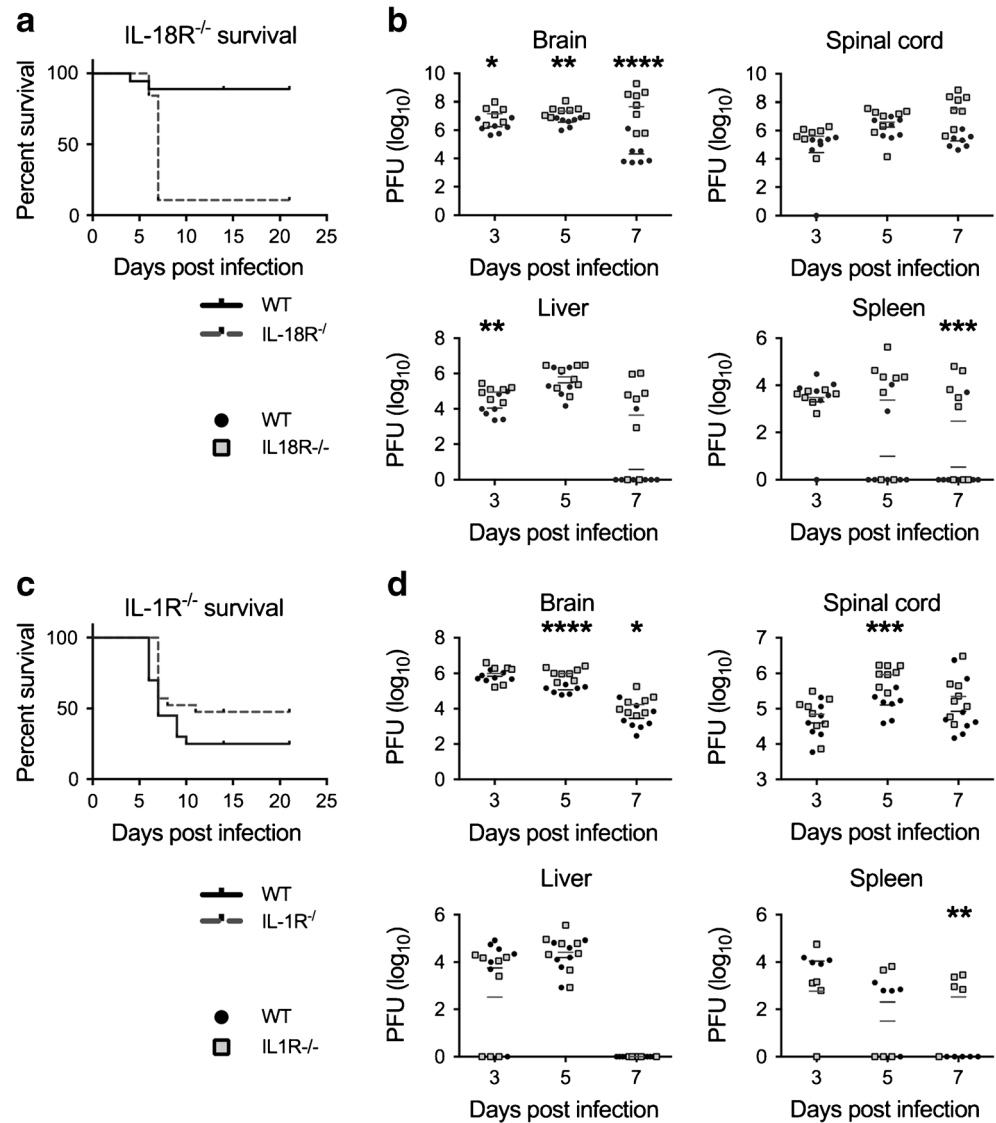 a
IL-18R-/- survival
Percent survival
100
50
0
0 5 10 15 20 25
Days post infection
WT
IL-18R-/
WT
IL18R-/-
b
Brain
* ** ****
PFU (log10)
10
8
6
4
2
0
3 5 7
Days post infection
Spinal cord
PFU (log10)
10
8
6
4
2
0
3 5 7
Days post infection
Liver
**
PFU (log10)
8
6
4
2
0
3 5 7
Days post infection
Spleen
***
PFU (log10)
6
4
2
0
3 5 7
Days post infection
c
IL-1R-/- survival
Percent survival
100
50
0
0 5 10 15 20 25
Days post infection
WT
IL-1R-/
WT
IL1R-/-
d
Brain
**** *
PFU (log10)
8
6
4
2
0
3 5 7
Days post infection
Spinal cord
***
PFU (log10)
7
6
5
4
3
3 5 7
Days post infection
Liver
PFU (log10)
6
4
2
0
3 5 7
Days post infection
Spleen
**
PFU (log10)
6
4
2
0
3 5 7
Days post infection